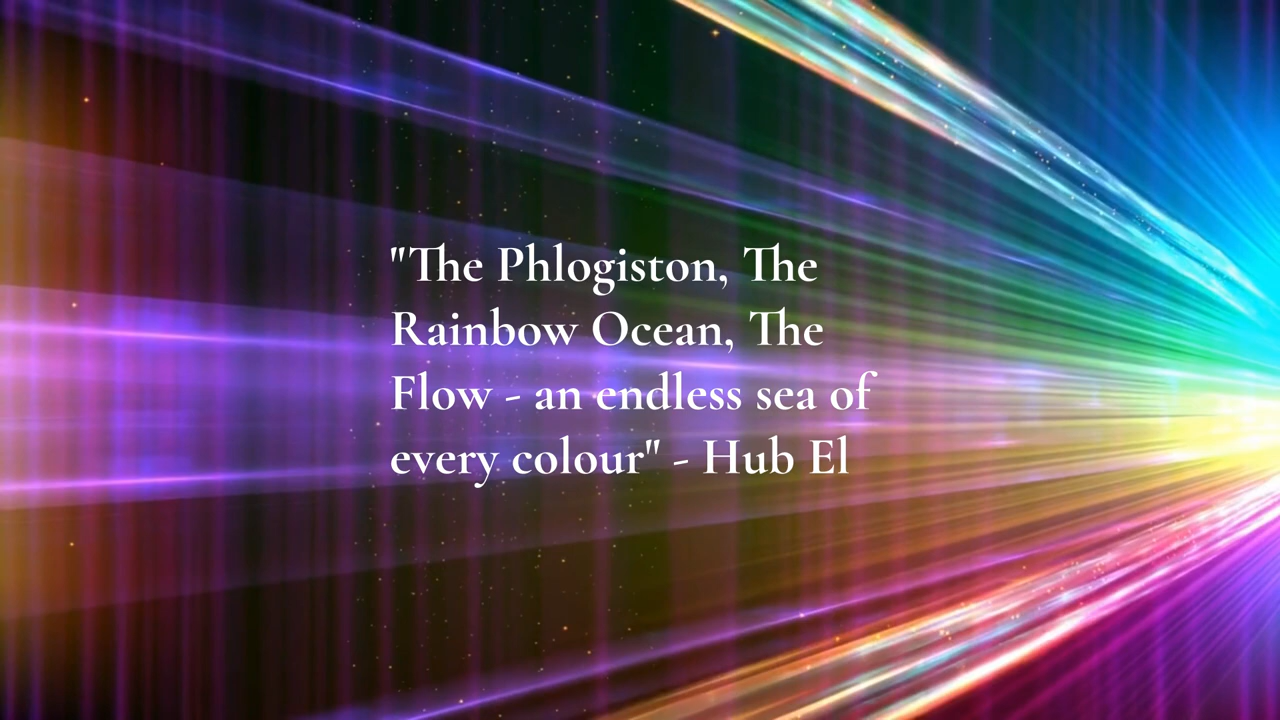 "The Phlogiston, The
Rainbow Ocean, The
Flow - an endless sea of
every colour" - Hub El